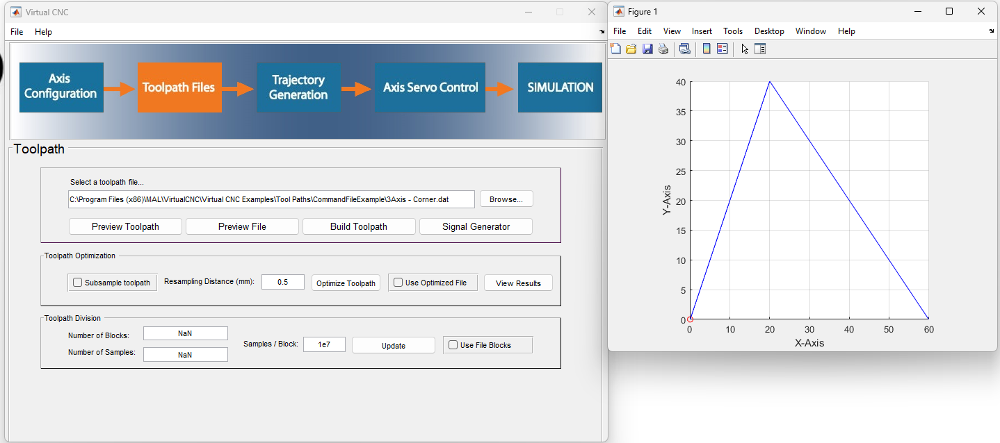 Virtual CNC
File Help
Axis
Configuration
Toolpath Files
Trajectory
Generation
Axis Servo Control
SIMULATION
Toolpath
Select a toolpath file...
C:\Program Files (x86)\MAL\VirtualCNC\Virtual CNC Examples\Tool Paths\CommandFileExample\3Axis - Corner.dat
Browse...
Preview Toolpath
Preview File
Build Toolpath
Signal Generator
Toolpath Optimization
Subsample toolpath
Resampling Distance (mm):
0.5
Optimize Toolpath
Use Optimized File
View Results
Toolpath Division
Number of Blocks:
NaN
Number of Samples:
NaN
Samples / Block:
1e7
Update
Use File Blocks
Figure 1
File Edit View Insert Tools Desktop Window Help
40
35
30
25
20
15
10
5
0
Y-Axis
0 10 20 30 40 50 60
X-Axis